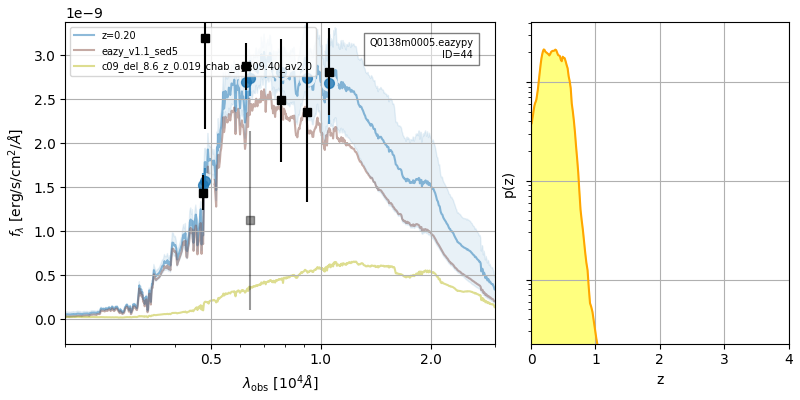 1e−9
z=0.20
eazy_v1.1_sed5
c09_del_8.6_z_0.019_chab_a
09.40_av2.0
Q0138m0005.eazypy
ID=44
3.0
2.5
2.0
1.5
1.0
0.5
0.0
f_λ [erg/s/cm²/Å]
0.5 1.0 2.0
λ_obs [10⁴Å]
p(z)
0 1 2 3 4
z